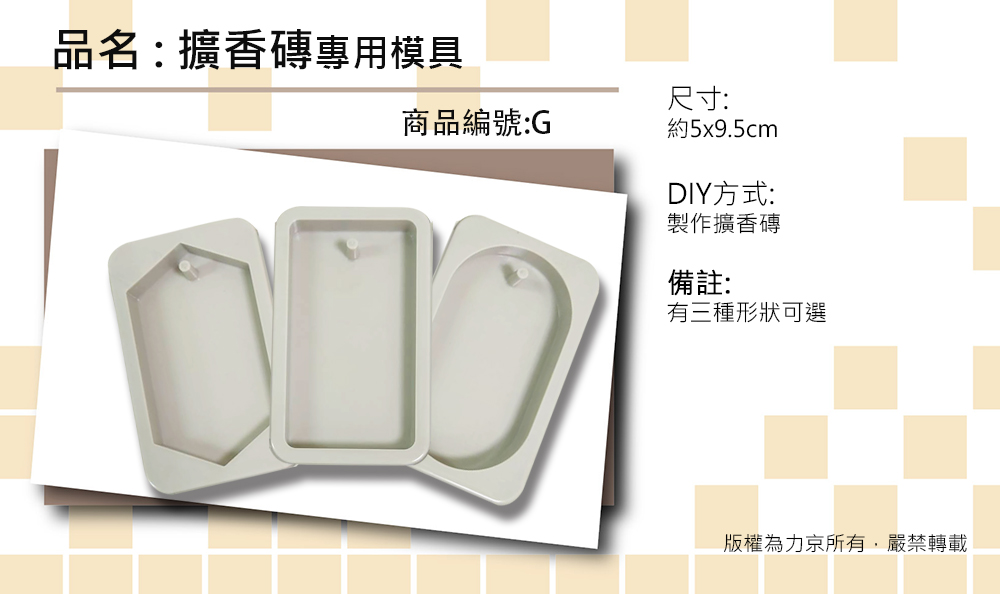 品名 : 擴香磚專用模具
商品編號:G
尺寸:
約5x9.5cm
DIY方式:
製作擴香磚
備註:
有三種形狀可選
版權為力京所有，嚴禁轉載